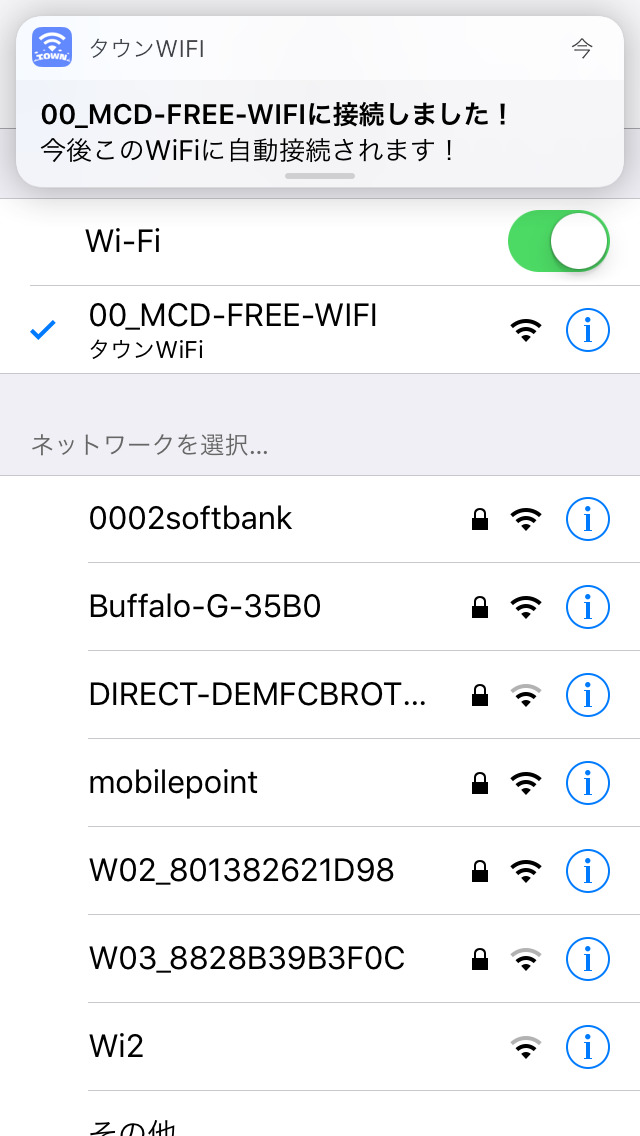 TOWN
タウンWIFI
今
00_MCD-FREE-WIFIに接続しました！
今後このWiFiに自動接続されます！
Wi-Fi
00_MCD-FREE-WIFI
タウンWiFi
ネットワークを選択...
0002softbank
Buffalo-G-35B0
DIRECT-DEMFCBROT...
mobilepoint
W02_801382621D98
W03_8828B39B3F0C
Wi2
その他